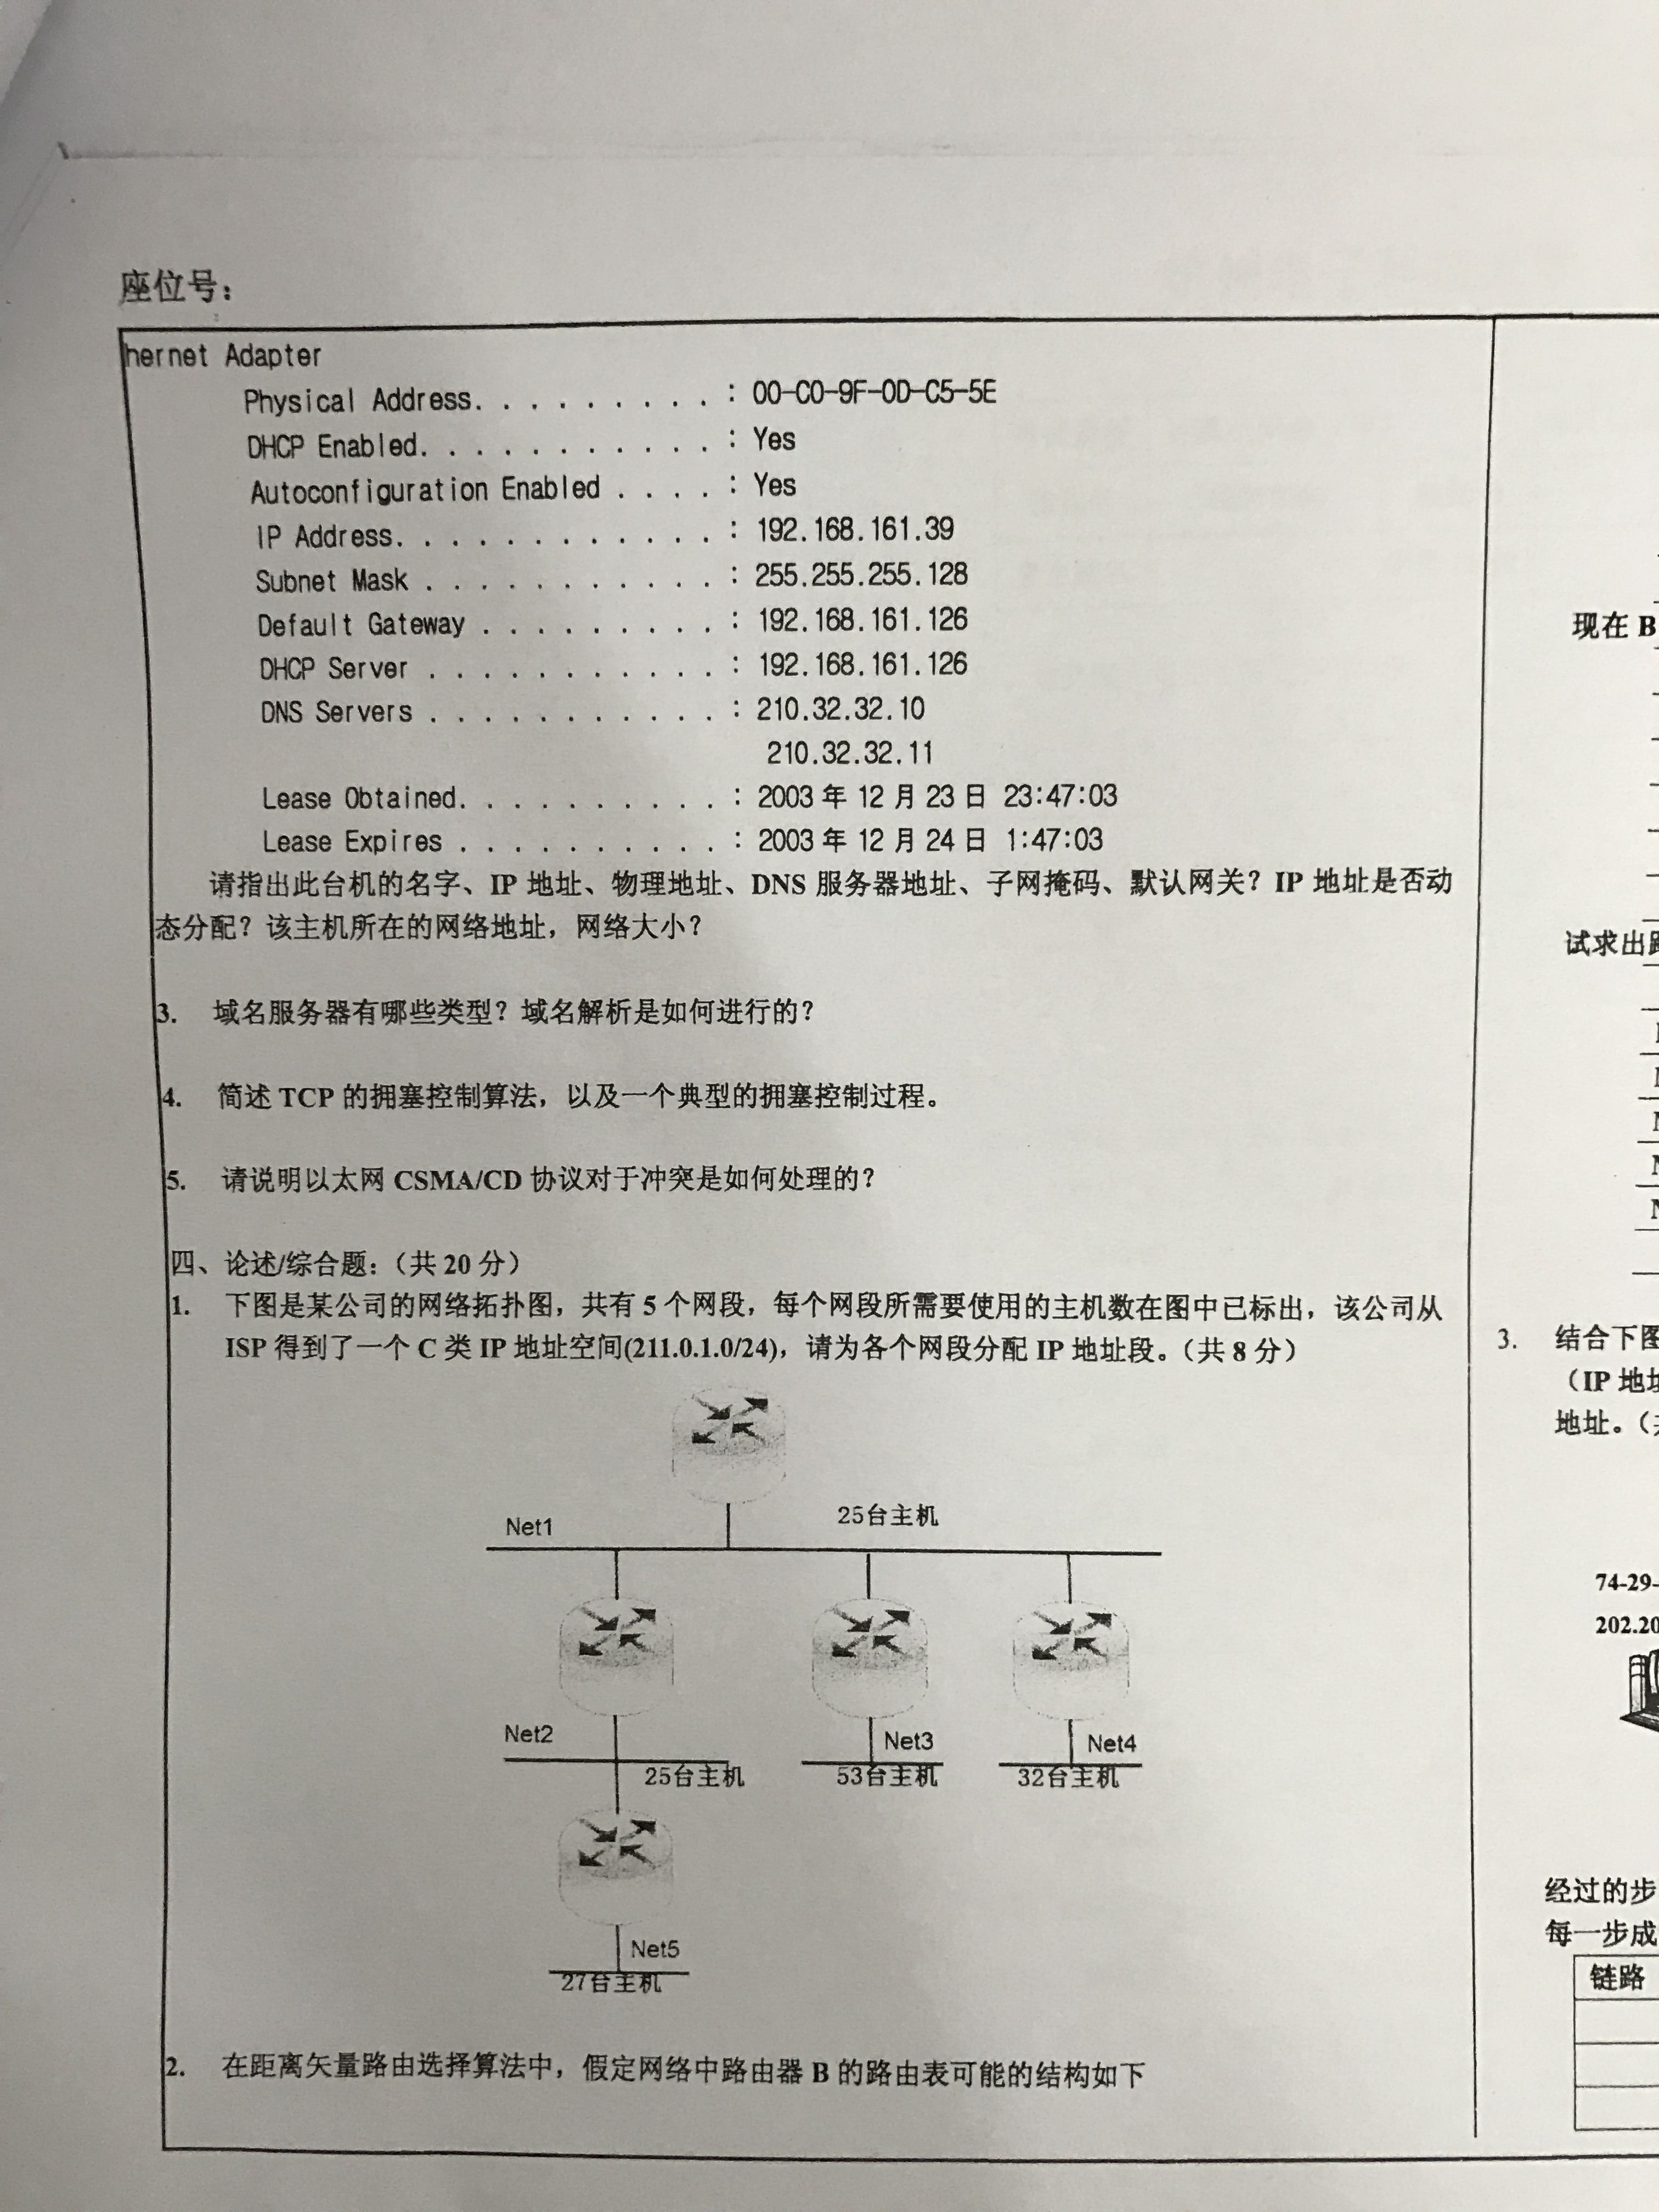 座位号：
hernet Adapter
Physical Address. . . . . . . . . : 00-C0-9F-0D-C5-5E
DHCP Enabled. . . . . . . . . . . : Yes
Autoconfiguration Enabled . . . . : Yes
IP Address. . . . . . . . . . . . : 192.168.161.39
Subnet Mask . . . . . . . . . . . : 255.255.255.128
Default Gateway . . . . . . . . . : 192.168.161.126
DHCP Server . . . . . . . . . . . : 192.168.161.126
DNS Servers . . . . . . . . . . . : 210.32.32.10
210.32.32.11
Lease Obtained. . . . . . . . . . : 2003 年 12 月 23 日 23:47:03
Lease Expires . . . . . . . . . . : 2003 年 12 月 24 日 1:47:03
请指出此台机的名字、IP 地址、物理地址、DNS 服务器地址、子网掩码、默认网关？IP 地址是否动
态分配？该主机所在的网络地址，网络大小？
3. 域名服务器有哪些类型？域名解析是如何进行的？
4. 简述 TCP 的拥塞控制算法，以及一个典型的拥塞控制过程。
5. 请说明以太网 CSMA/CD 协议对于冲突是如何处理的？
四、论述/综合题：（共 20 分）
1. 下图是某公司的网络拓扑图，共有 5 个网段，每个网段所需要使用的主机数在图中已标出，该公司从
ISP 得到了一个 C 类 IP 地址空间(211.0.1.0/24)，请为各个网段分配 IP 地址段。（共 8 分）
25台主机
Net1
Net2
25台主机
Net3
53台主机
Net4
32台主机
Net5
27台主机
2. 在距离矢量路由选择算法中，假定网络中路由器 B 的路由表可能的结构如下
现在 B
试求出
3. 结合下图
（IP 地
地址。（
74-29-
202.20
经过的步
每一步成
链路